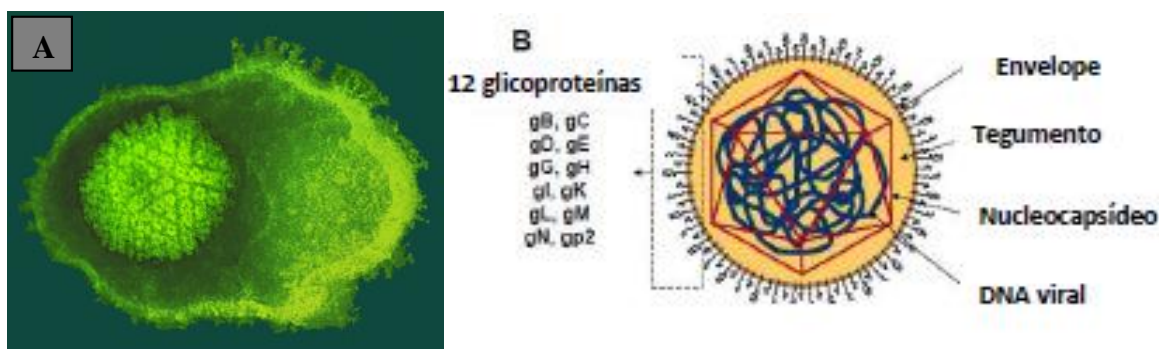 A
B
12 glicoproteínas
gB, gC
gD, gE
gG, gH
gI, gK
gL, gM
gN, gp2
Envelope
Tegumento
Nucleocapsídeo
DNA viral